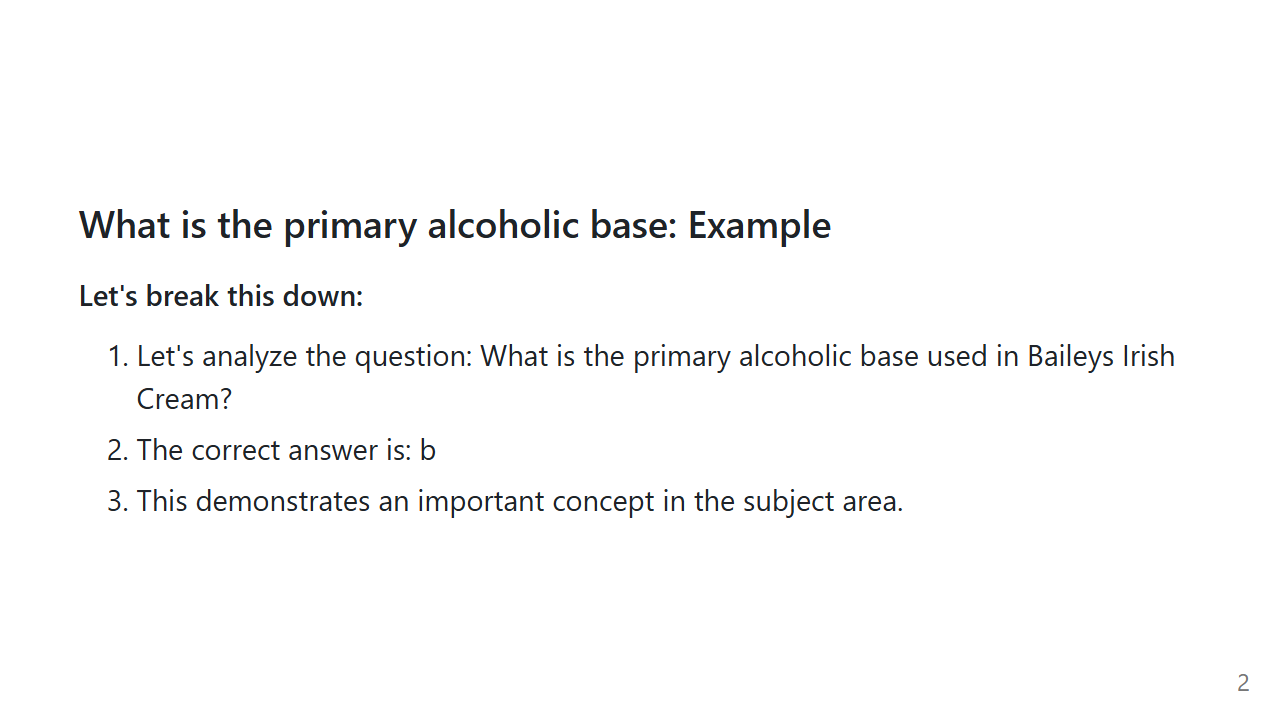 What is the primary alcoholic base: Example
Let's break this down:
1. Let's analyze the question: What is the primary alcoholic base used in Baileys Irish
Cream?
2. The correct answer is: b
3. This demonstrates an important concept in the subject area.
2